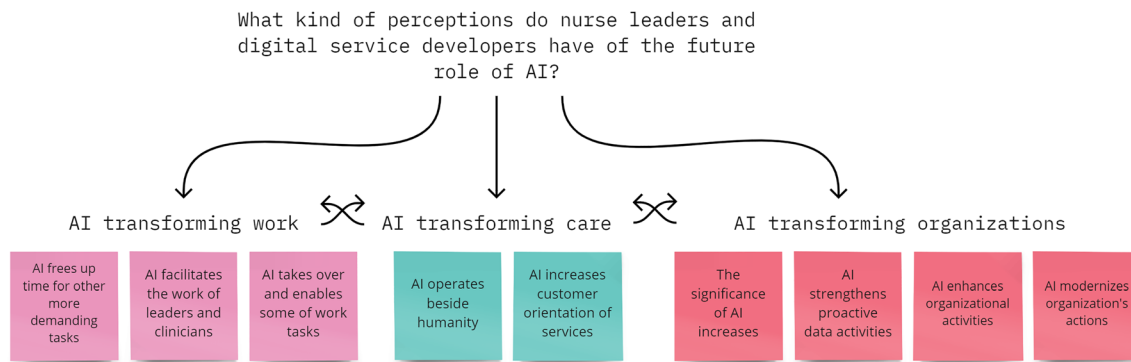 What kind of perceptions do nurse leaders and
digital service developers have of the future
role of AI?
AI transforming work
AI transforming care
AI transforming organizations
AI frees up
time for other
more
demanding
tasks
AI facilitates
the work of
leaders and
clinicians
AI takes over
and enables
some of work
tasks
AI operates
beside
humanity
AI increases
customer
orientation of
services
The
significance
of AI
increases
AI
strengthens
proactive
data activities
AI enhances
organizational
activities
AI modernizes
organization's
actions